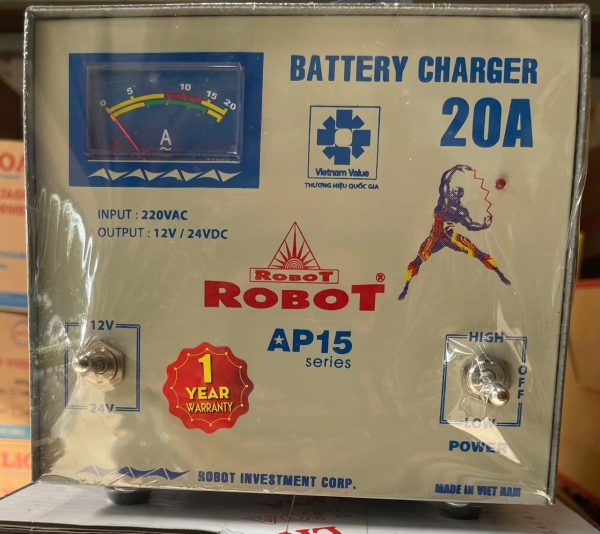 BATTERY CHARGER
20A
0 5 10 15 20
A
Vietnam Value
THƯƠNG HIỆU QUỐC GIA
INPUT : 220VAC
OUTPUT : 12V / 24VDC
ROBOT
ROBOT®
AP15
series
12V
24V
1
YEAR
WARRANTY
HIGH
OFF
LOW
POWER
ROBOT INVESTMENT CORP.
MADE IN VIET NAM